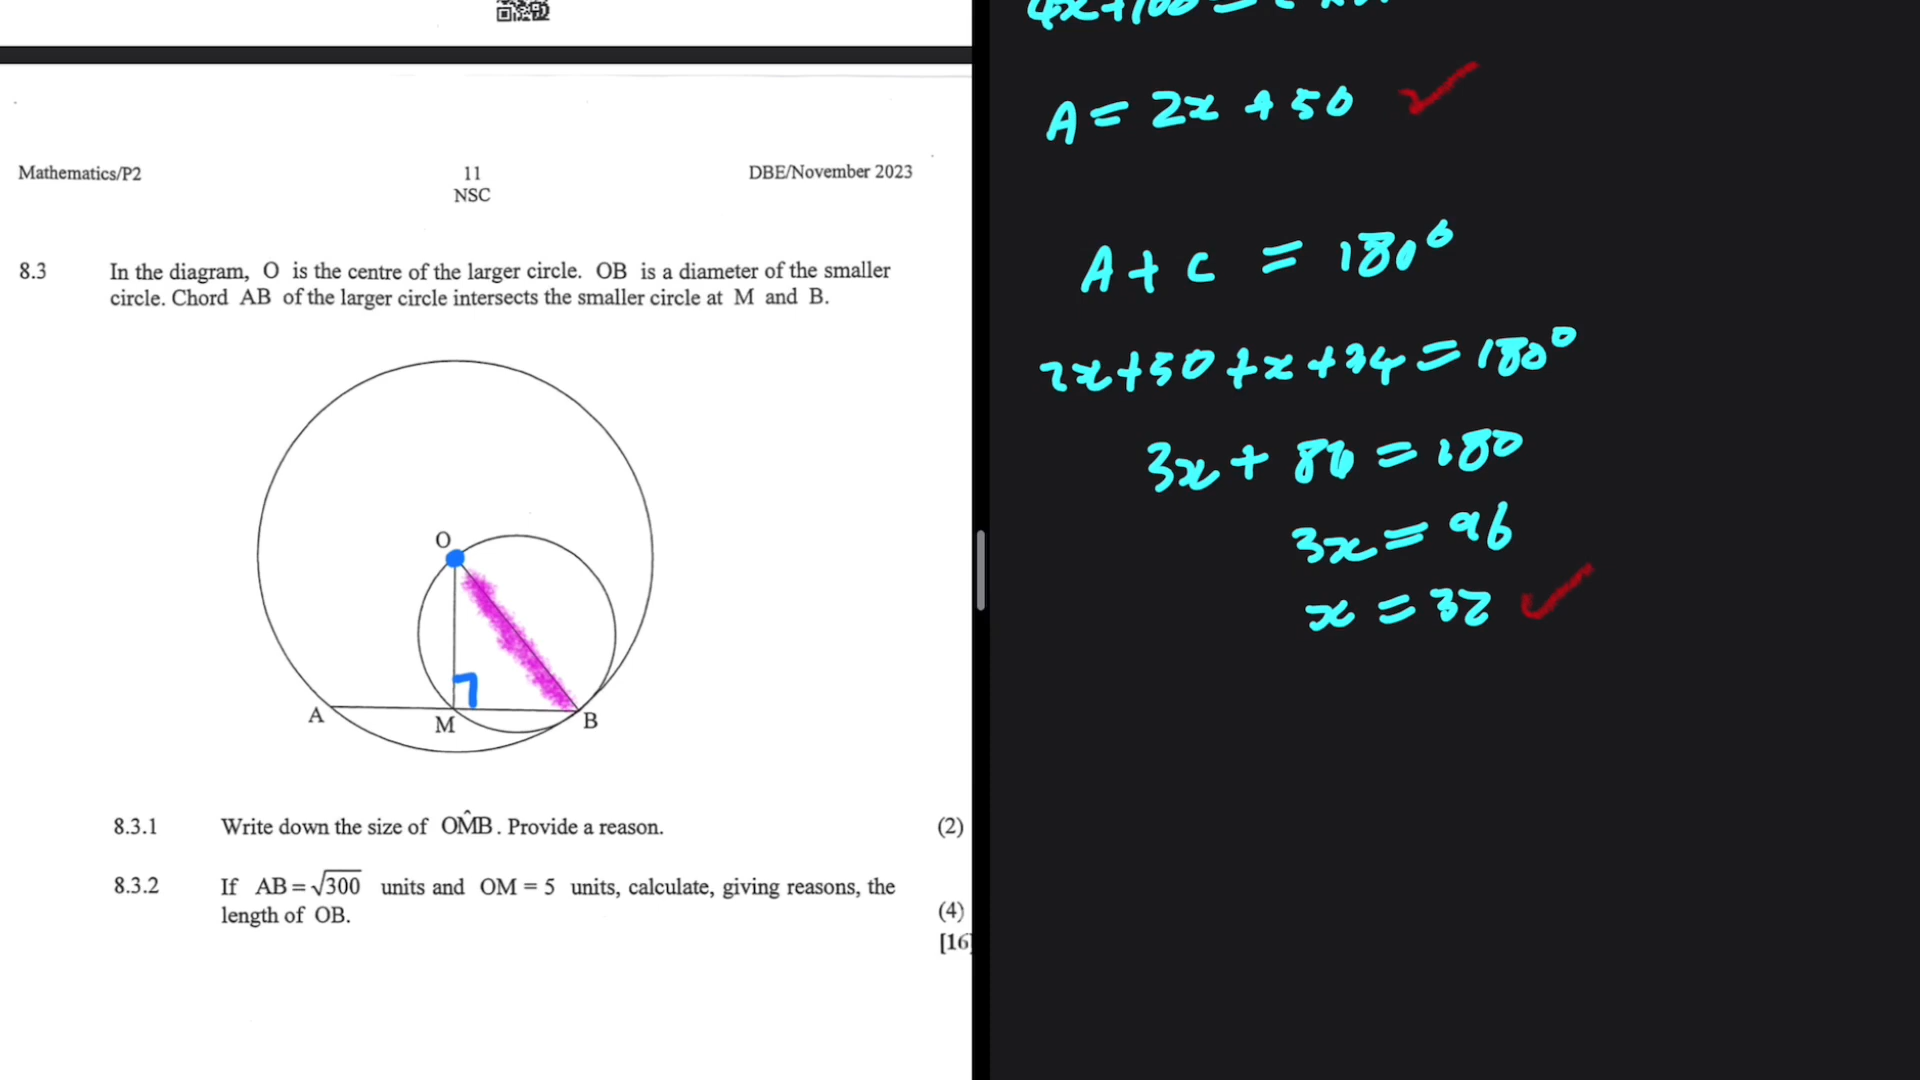 Mathematics/P2
11
NSC
DBE/November 2023
8.3 In the diagram, O is the centre of the larger circle. OB is a diameter of the smaller
circle. Chord AB of the larger circle intersects the smaller circle at M and B.
O
A
M
B
8.3.1 Write down the size of OM̂B. Provide a reason. (2)
8.3.2 If AB = √300 units and OM = 5 units, calculate, giving reasons, the
length of OB. (4)
[16]
A = 2x + 50
A + C = 180°
2x+50+x+34=180°
3x + 84 = 180
3x = 96
x = 32